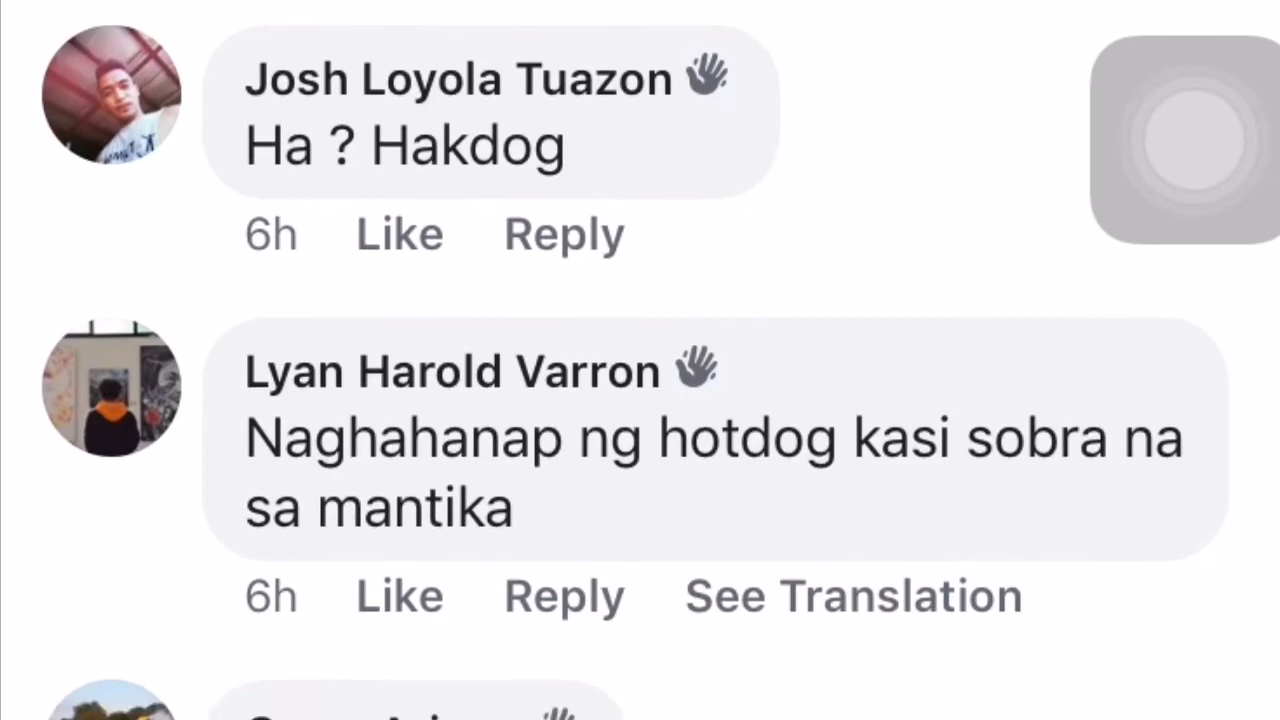 Josh Loyola Tuazon
Ha ? Hakdog
6h Like Reply
Lyan Harold Varron
Naghahanap ng hotdog kasi sobra na
sa mantika
6h Like Reply See Translation